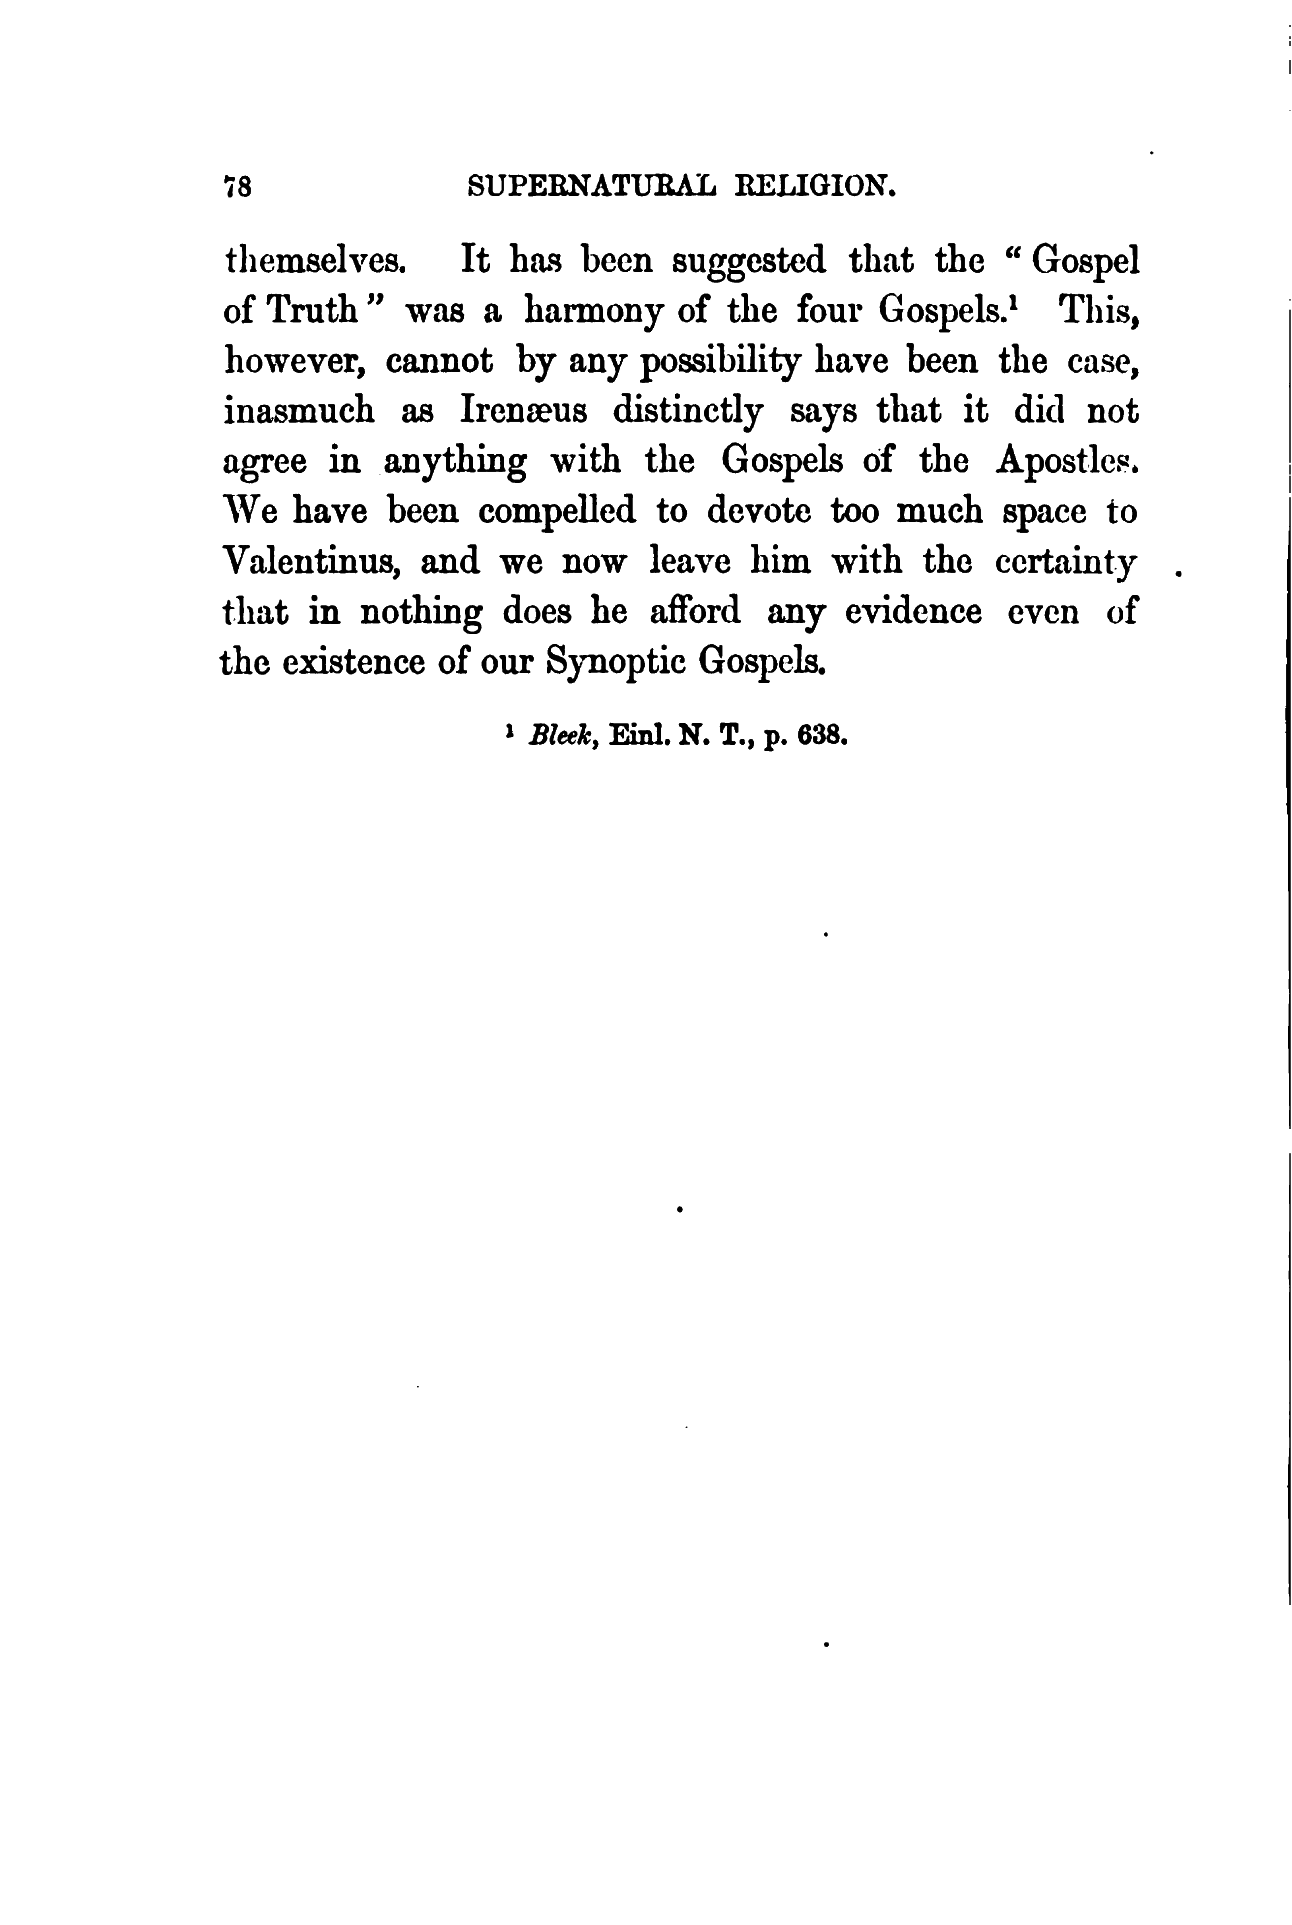 78 SUPERNATURAL RELIGION.
themselves. It has been suggested that the “ Gospel
of Truth ” was a harmony of the four Gospels.¹ This,
however, cannot by any possibility have been the case,
inasmuch as Irenæus distinctly says that it did not
agree in anything with the Gospels of the Apostles.
We have been compelled to devote too much space to
Valentinus, and we now leave him with the certainty
that in nothing does he afford any evidence even of
the existence of our Synoptic Gospels.
¹ Bleek, Einl. N. T., p. 638.